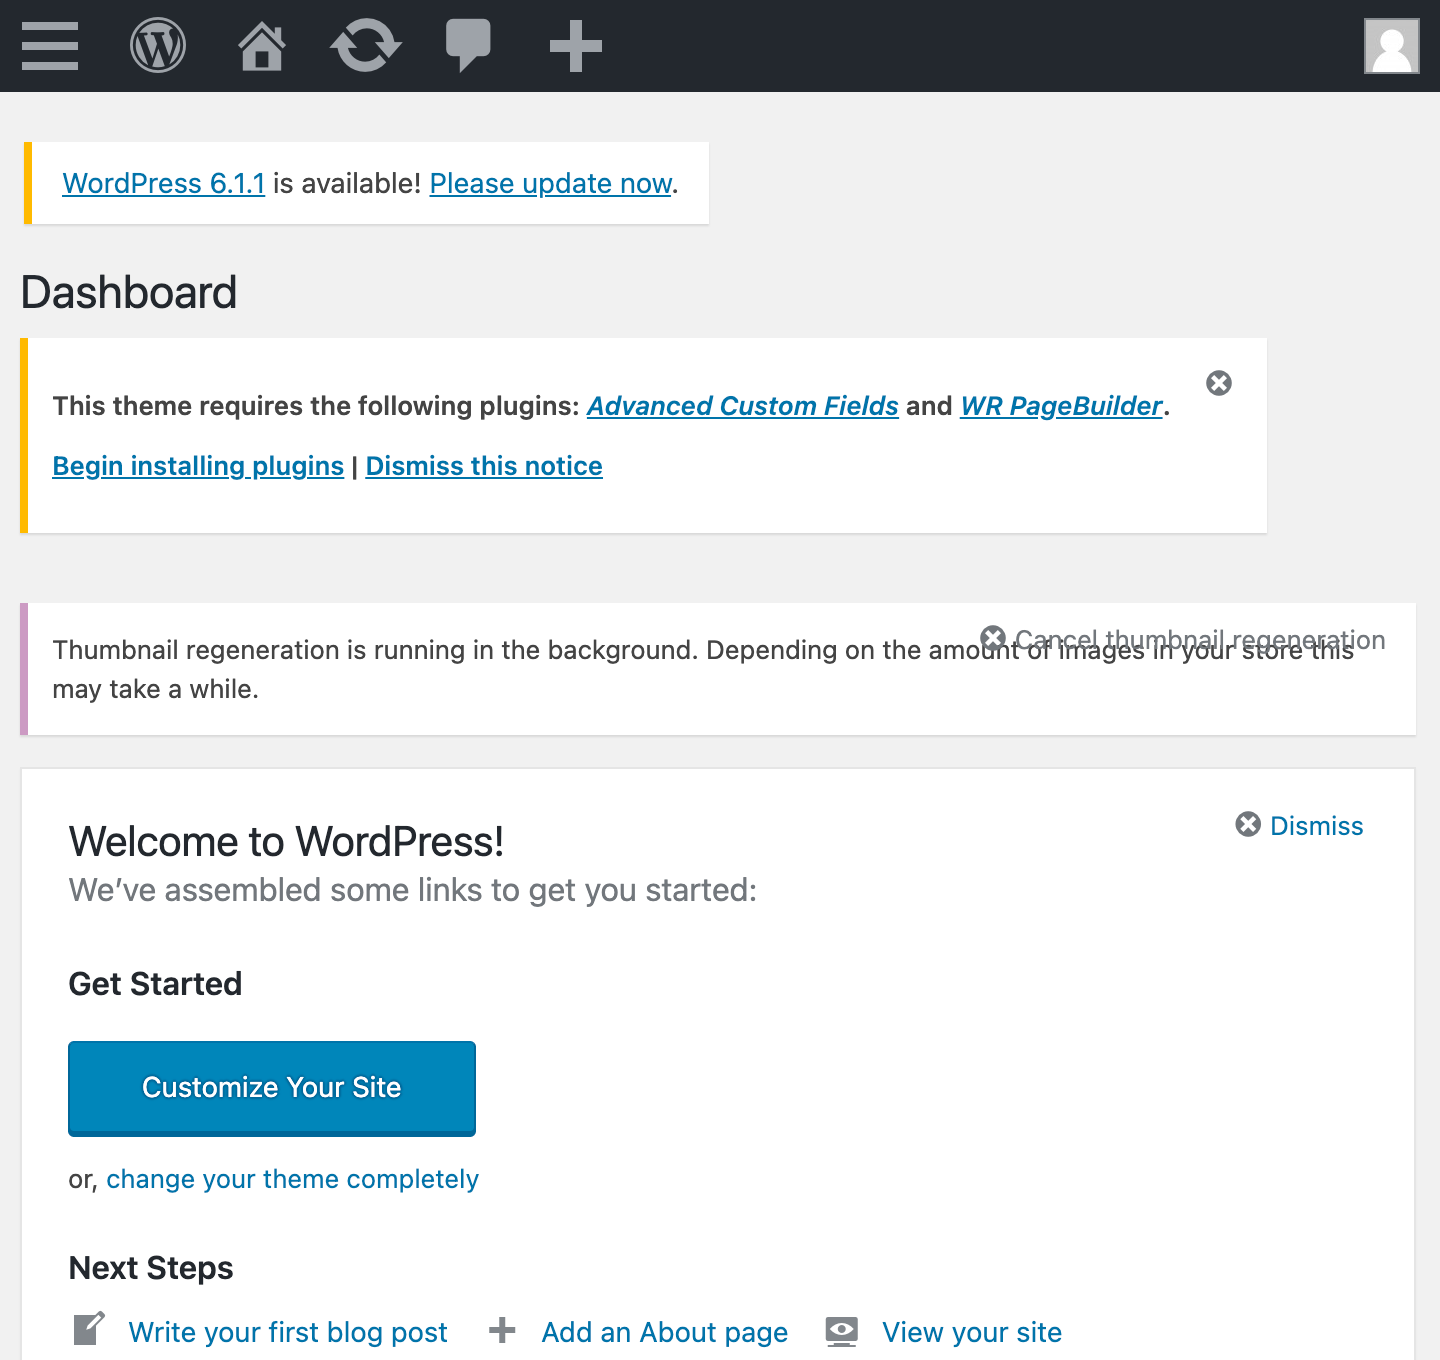 WordPress 6.1.1 is available! Please update now.
Dashboard
This theme requires the following plugins: Advanced Custom Fields and WR PageBuilder.
Begin installing plugins | Dismiss this notice
Cancel thumbnail regeneration
Thumbnail regeneration is running in the background. Depending on the amount of images in your store this
may take a while.
Welcome to WordPress!
Dismiss
We’ve assembled some links to get you started:
Get Started
Customize Your Site
or, change your theme completely
Next Steps
Write your first blog post
Add an About page
View your site